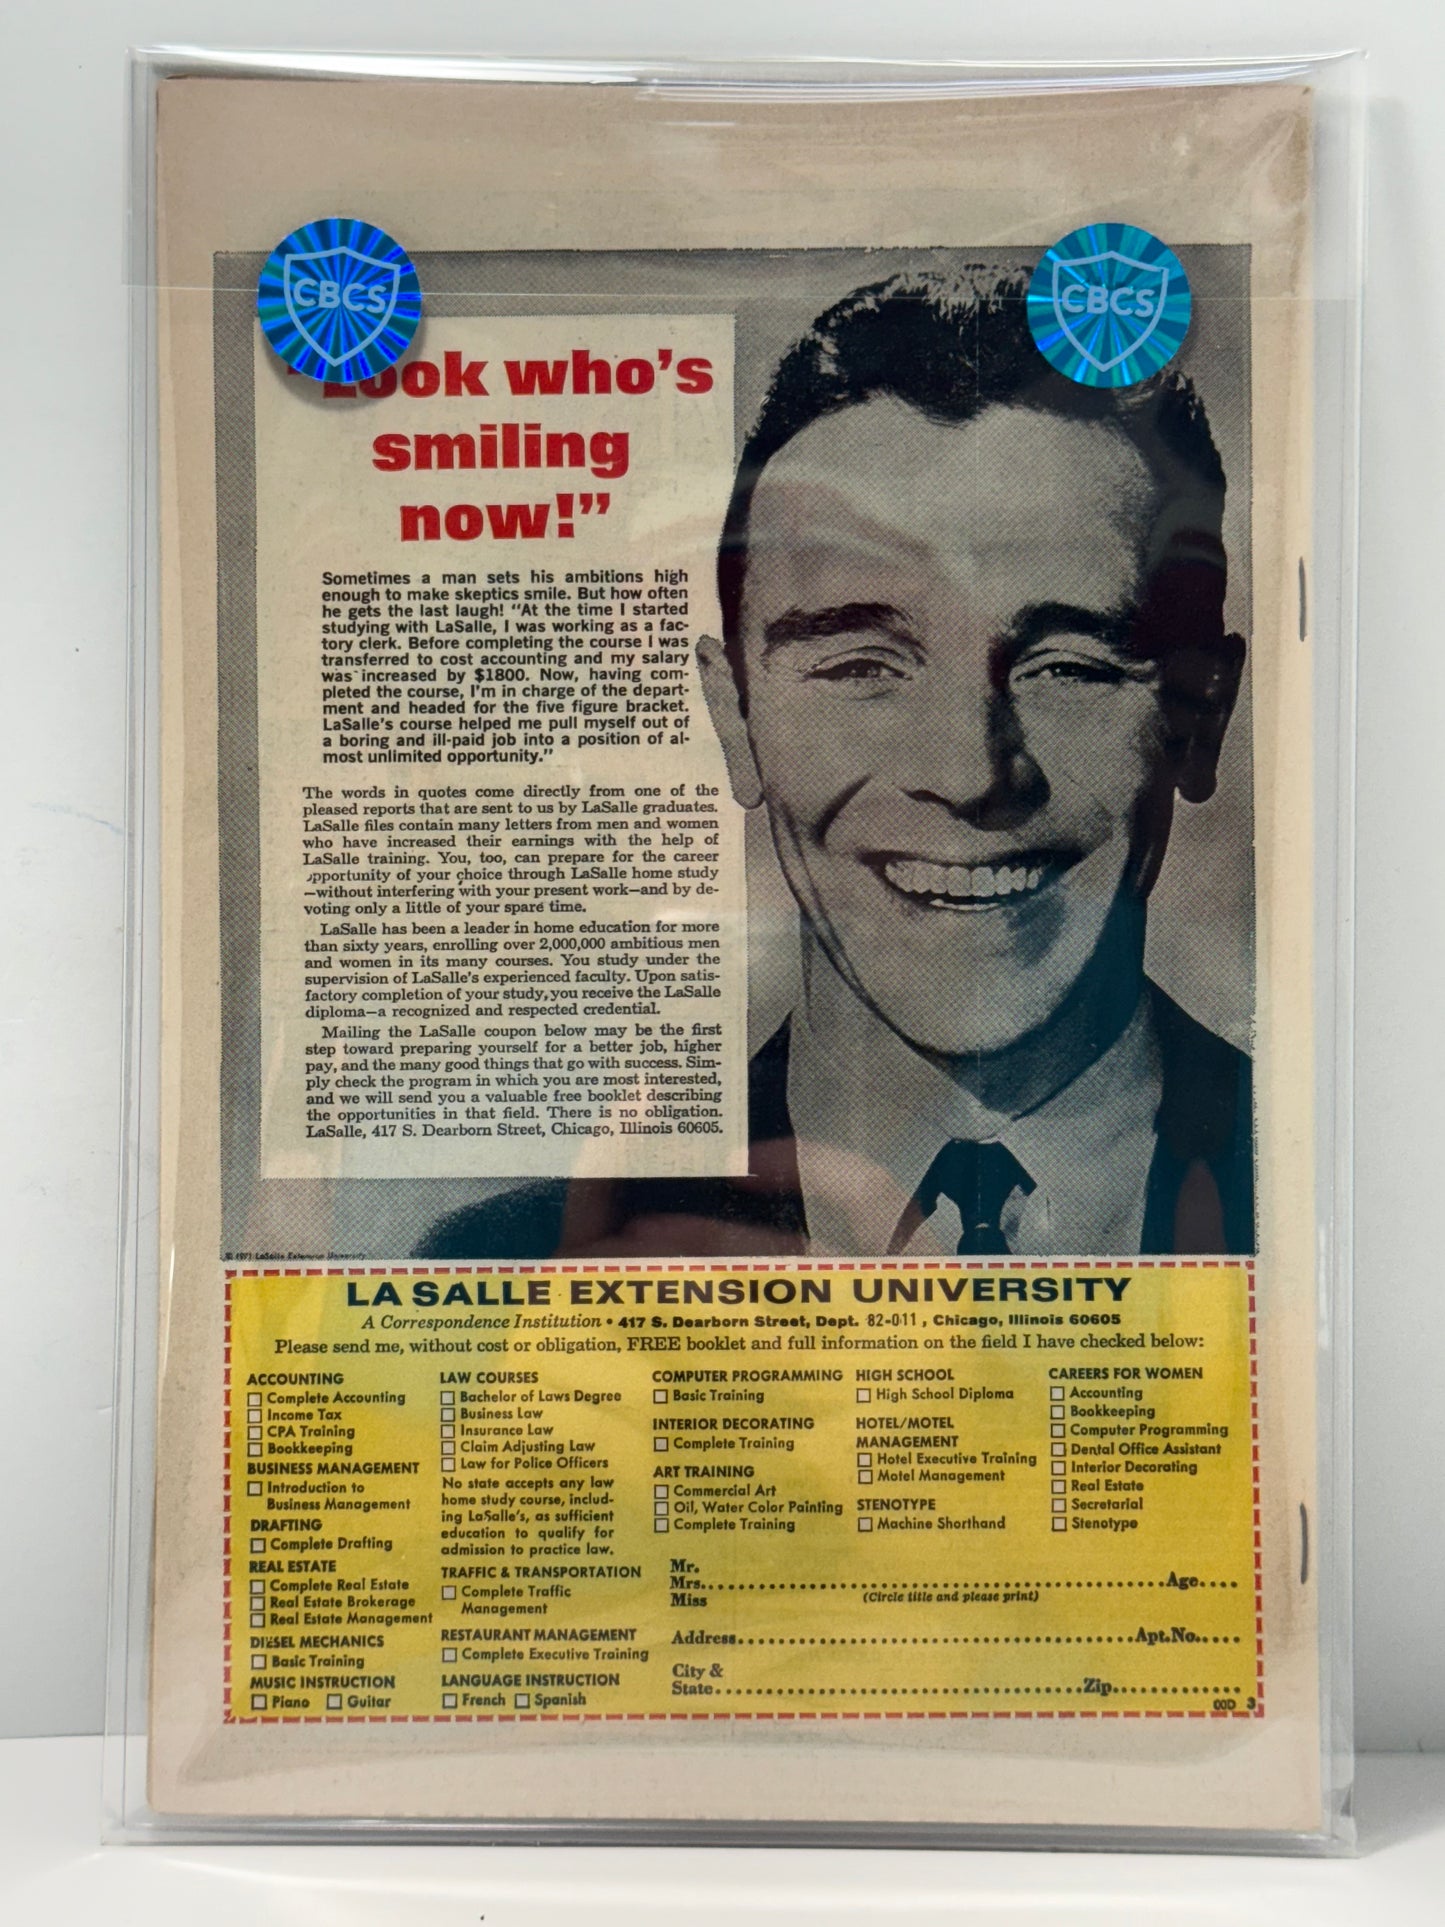 CBCS
CBCS
"Look who's
smiling
now!"
Sometimes a man sets his ambitions high
enough to make skeptics smile. But how often
he gets the last laugh! "At the time I started
studying with LaSalle, I was working as a fac-
tory clerk. Before completing the course I was
transferred to cost accounting and my salary
was increased by $1800. Now, having com-
pleted the course, I'm in charge of the depart-
ment and headed for the five figure bracket.
LaSalle's course helped me pull myself out of
a boring and ill-paid job into a position of al-
most unlimited opportunity."
The words in quotes come directly from one of the
pleased reports that are sent to us by LaSalle graduates.
LaSalle files contain many letters from men and women
who have increased their earnings with the help of
LaSalle training. You, too, can prepare for the career
opportunity of your choice through LaSalle home study
—without interfering with your present work—and by de-
voting only a little of your spare time.
LaSalle has been a leader in home education for more
than sixty years, enrolling over 2,000,000 ambitious men
and women in its many courses. You study under the
supervision of LaSalle's experienced faculty. Upon satis-
factory completion of your study, you receive the LaSalle
diploma—a recognized and respected credential.
Mailing the LaSalle coupon below may be the first
step toward preparing yourself for a better job, higher
pay, and the many good things that go with success. Sim-
ply check the program in which you are most interested,
and we will send you a valuable free booklet describing
the opportunities in that field. There is no obligation.
LaSalle, 417 S. Dearborn Street, Chicago, Illinois 60605.
© 1971 LaSalle Extension University
LA SALLE EXTENSION UNIVERSITY
A Correspondence Institution • 417 S. Dearborn Street, Dept. 82-011, Chicago, Illinois 60605
Please send me, without cost or obligation, FREE booklet and full information on the field I have checked below:
ACCOUNTING
Complete Accounting
Income Tax
CPA Training
Bookkeeping
BUSINESS MANAGEMENT
Introduction to
Business Management
DRAFTING
Complete Drafting
REAL ESTATE
Complete Real Estate
Real Estate Brokerage
Real Estate Management
DIESEL MECHANICS
Basic Training
MUSIC INSTRUCTION
Piano Guitar
LAW COURSES
Bachelor of Laws Degree
Business Law
Insurance Law
Claim Adjusting Law
Law for Police Officers
No state accepts any law
home study course, includ-
ing LaSalle's, as sufficient
education to qualify for
admission to practice law.
TRAFFIC & TRANSPORTATION
Complete Traffic
Management
RESTAURANT MANAGEMENT
Complete Executive Training
LANGUAGE INSTRUCTION
French Spanish
COMPUTER PROGRAMMING
Basic Training
INTERIOR DECORATING
Complete Training
ART TRAINING
Commercial Art
Oil, Water Color Painting
Complete Training
HIGH SCHOOL
High School Diploma
HOTEL/MOTEL
MANAGEMENT
Hotel Executive Training
Motel Management
STENOTYPE
Machine Shorthand
CAREERS FOR WOMEN
Accounting
Bookkeeping
Computer Programming
Dental Office Assistant
Interior Decorating
Real Estate
Secretarial
Stenotype
Mr.
Mrs. Age
Miss (Circle title and please print)
Address Apt.No.
City &
State Zip
00D 3